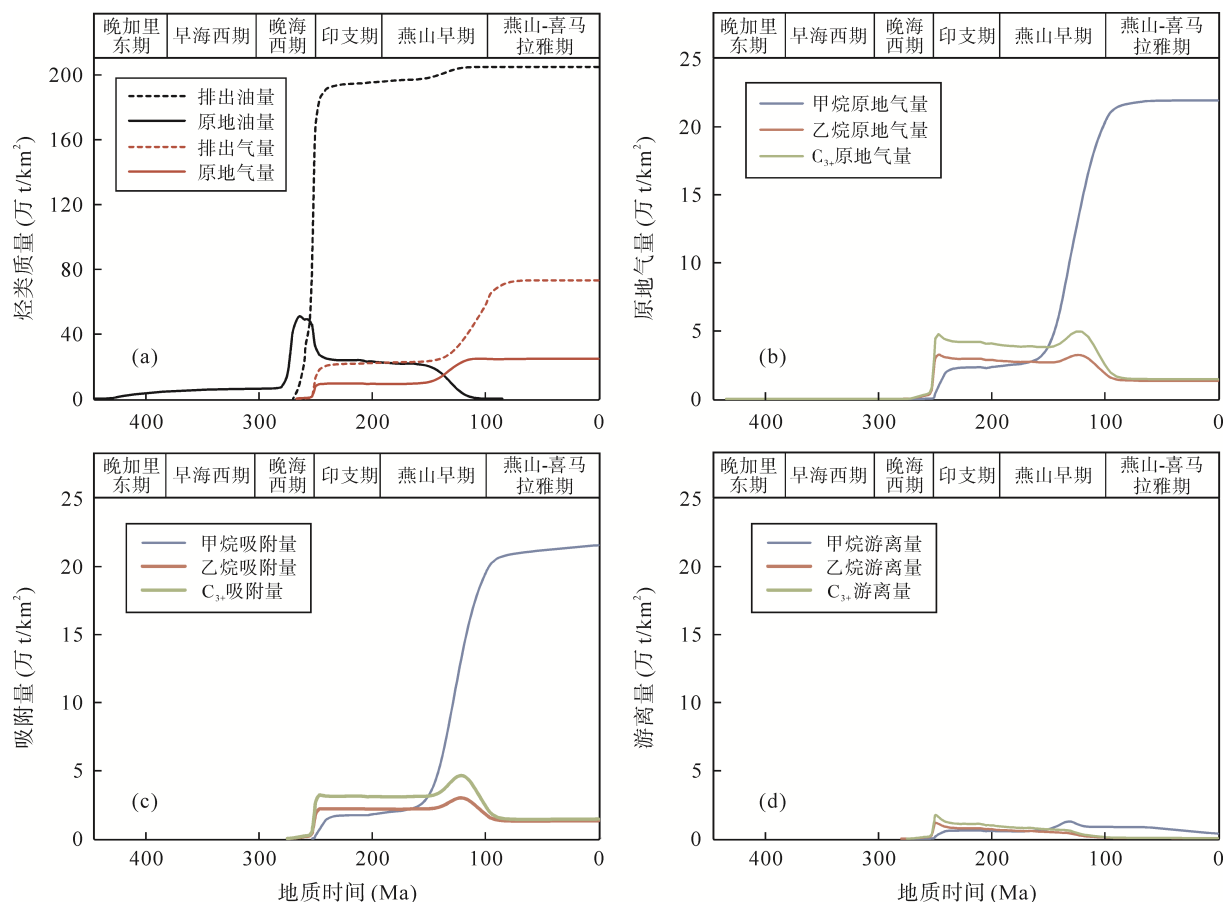 晚加里
东期
早海西期
晚海
西期
印支期
燕山早期
燕山-喜马
拉雅期
200
160
120
80
40
0
烃类质量 (万 t/km²)
排出油量
原地油量
排出气量
原地气量
(a)
400
300
200
100
0
晚加里
东期
早海西期
晚海
西期
印支期
燕山早期
燕山-喜马
拉雅期
25
20
15
10
5
0
原地气量 (万 t/km²)
甲烷原地气量
乙烷原地气量
C₃₊原地气量
(b)
400
300
200
100
0
晚加里
东期
早海西期
晚海
西期
印支期
燕山早期
燕山-喜马
拉雅期
25
20
15
10
5
0
吸附量 (万 t/km²)
甲烷吸附量
乙烷吸附量
C₃₊吸附量
(c)
400
300
200
100
0
地质时间 (Ma)
晚加里
东期
早海西期
晚海
西期
印支期
燕山早期
燕山-喜马
拉雅期
25
20
15
10
5
0
游离量 (万 t/km²)
甲烷游离量
乙烷游离量
C₃₊游离量
(d)
400
300
200
100
0
地质时间 (Ma)